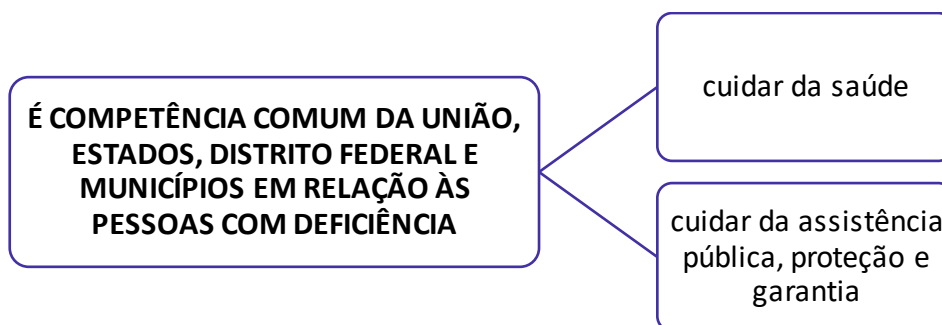 É COMPETÊNCIA COMUM DA UNIÃO,
ESTADOS, DISTRITO FEDERAL E
MUNICÍPIOS EM RELAÇÃO ÀS
PESSOAS COM DEFICIÊNCIA
cuidar da saúde
cuidar da assistência
pública, proteção e
garantia